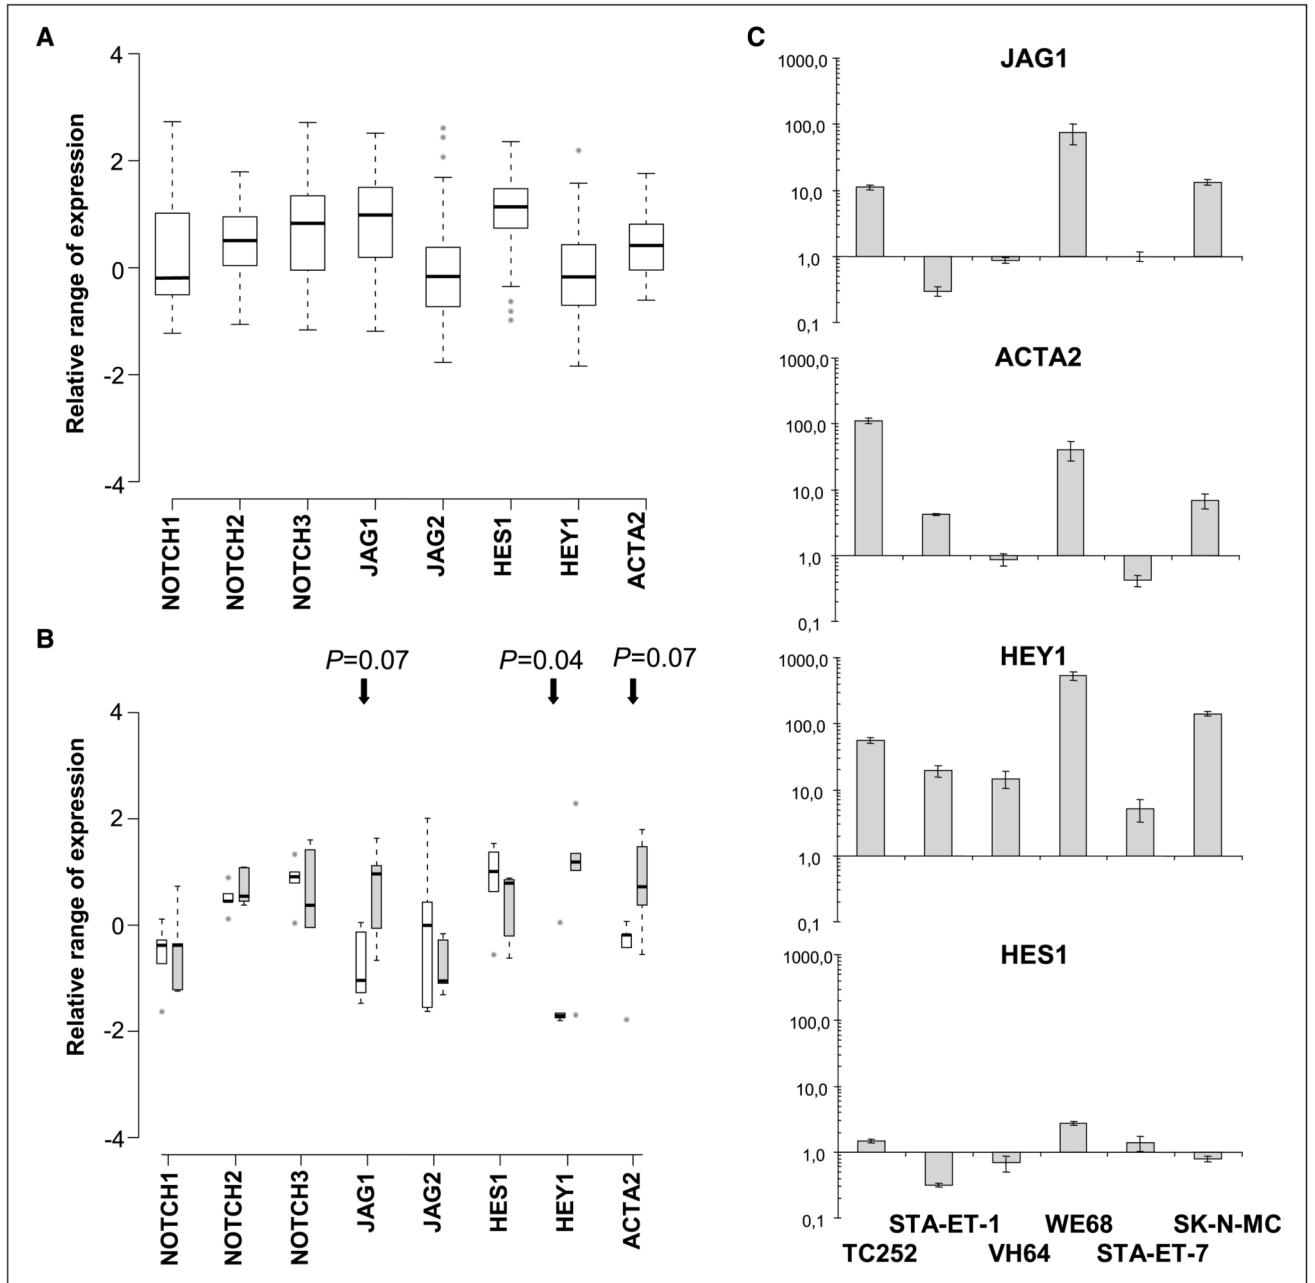 A
Relative range of expression
4
2
0
-2
-4
NOTCH1 NOTCH2 NOTCH3 JAG1 JAG2 HES1 HEY1 ACTA2
B
P=0.07 P=0.04 P=0.07
Relative range of expression
4
2
0
-2
-4
NOTCH1 NOTCH2 NOTCH3 JAG1 JAG2 HES1 HEY1 ACTA2
C
JAG1
1000,0
100,0
10,0
1,0
0,1
ACTA2
1000,0
100,0
10,0
1,0
0,1
HEY1
1000,0
100,0
10,0
1,0
0,1
HES1
1000,0
100,0
10,0
1,0
0,1
STA-ET-1 WE68 SK-N-MC
TC252 VH64 STA-ET-7